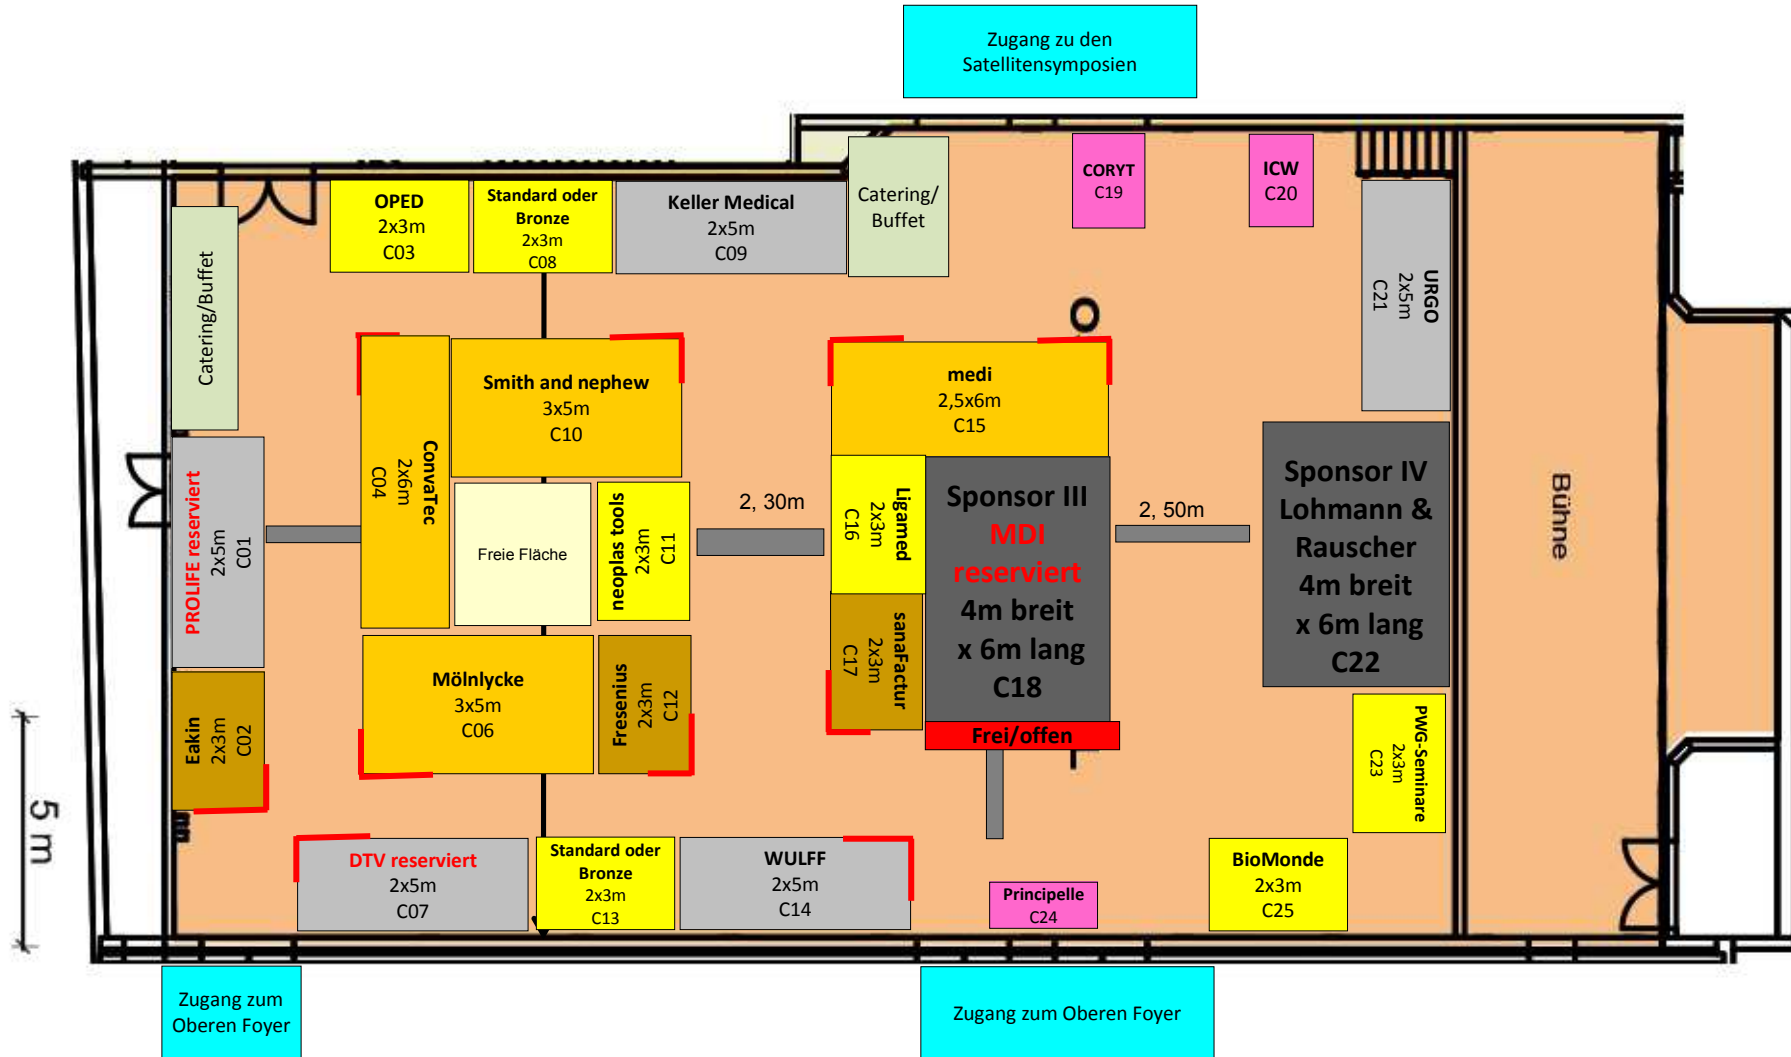 Zugang zu den
Satellitensymposien
OPED
2x3m
C03
Standard oder
Bronze
2x3m
C08
Keller Medical
2x5m
C09
Catering/
Buffet
CORYT
C19
ICW
C20
Catering/Buffet
URGO
2x5m
C21
O
ConvaTec
2x6m
C04
Smith and nephew
3x5m
C10
medi
2,5x6m
C15
PROLIFE reserviert
2x5m
C01
Freie Fläche
neoplas tools
2x3m
C11
2, 30m
Ligamed
2x3m
C16
Sponsor III
MDI
reserviert
4m breit
x 6m lang
C18
2, 50m
Sponsor IV
Lohmann &
Rauscher
4m breit
x 6m lang
C22
Bühne
Eakin
2x3m
C02
Mölnlycke
3x5m
C06
Fresenius
2x3m
C12
sanaFactur
2x3m
C17
Frei/offen
PWG-Seminare
2x3m
C23
5 m
DTV reserviert
2x5m
C07
Standard oder
Bronze
2x3m
C13
WULFF
2x5m
C14
Principelle
C24
BioMonde
2x3m
C25
Zugang zum
Oberen Foyer
Zugang zum Oberen Foyer